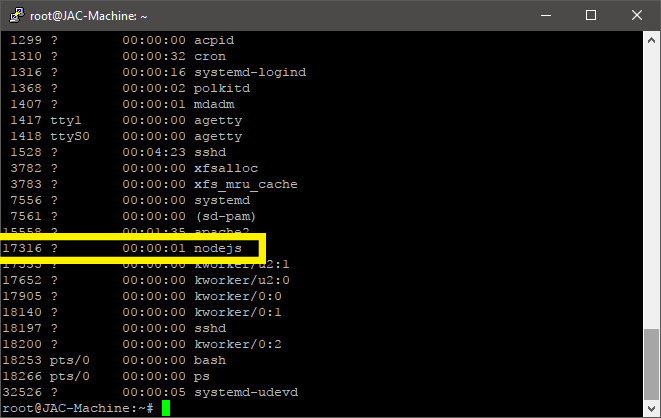 root@JAC-Machine: ~
1299 ? 00:00:00 acpid
1310 ? 00:00:32 cron
1316 ? 00:00:16 systemd-logind
1368 ? 00:00:02 polkitd
1407 ? 00:00:01 mdadm
1417 tty1 00:00:00 agetty
1418 ttyS0 00:00:00 agetty
1528 ? 00:04:23 sshd
3782 ? 00:00:00 xfsalloc
3783 ? 00:00:00 xfs_mru_cache
7556 ? 00:00:00 systemd
7561 ? 00:00:00 (sd-pam)
15558 ? 00:01:35 apache2
17316 ? 00:00:01 nodejs
17535 ? 00:00:00 kworker/u2:1
17652 ? 00:00:00 kworker/u2:0
17905 ? 00:00:00 kworker/0:0
18140 ? 00:00:00 kworker/0:1
18197 ? 00:00:00 sshd
18200 ? 00:00:00 kworker/0:2
18253 pts/0 00:00:00 bash
18266 pts/0 00:00:00 ps
32526 ? 00:00:05 systemd-udevd
root@JAC-Machine:~#